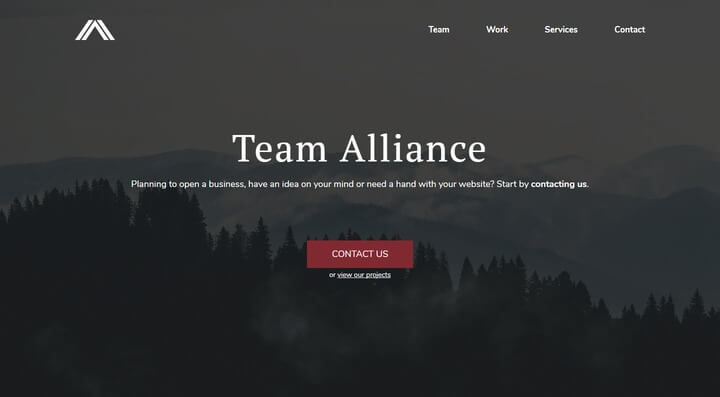 Team Work Services Contact
Team Alliance
Planning to open a business, have an idea on your mind or need a hand with your website? Start by contacting us.
CONTACT US
or view our projects